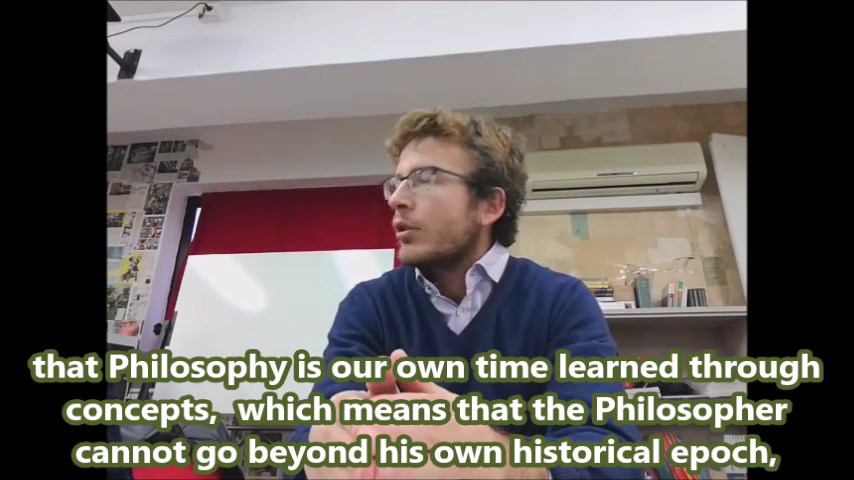 that Philosophy is our own time learned through
concepts,  which means that the Philosopher
cannot go beyond his own historical epoch,